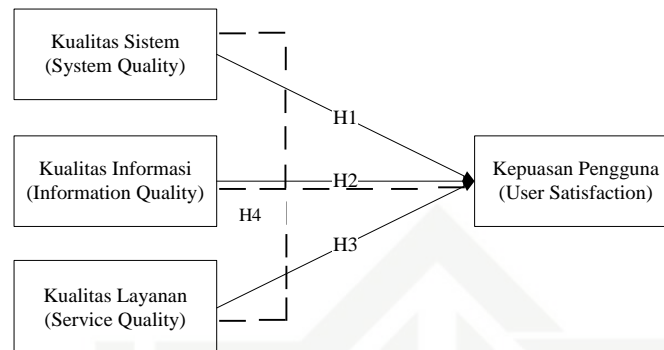 Kualitas Sistem
(System Quality)
H1
Kualitas Informasi
(Information Quality)
H2
Kepuasan Pengguna
(User Satisfaction)
H4
H3
Kualitas Layanan
(Service Quality)